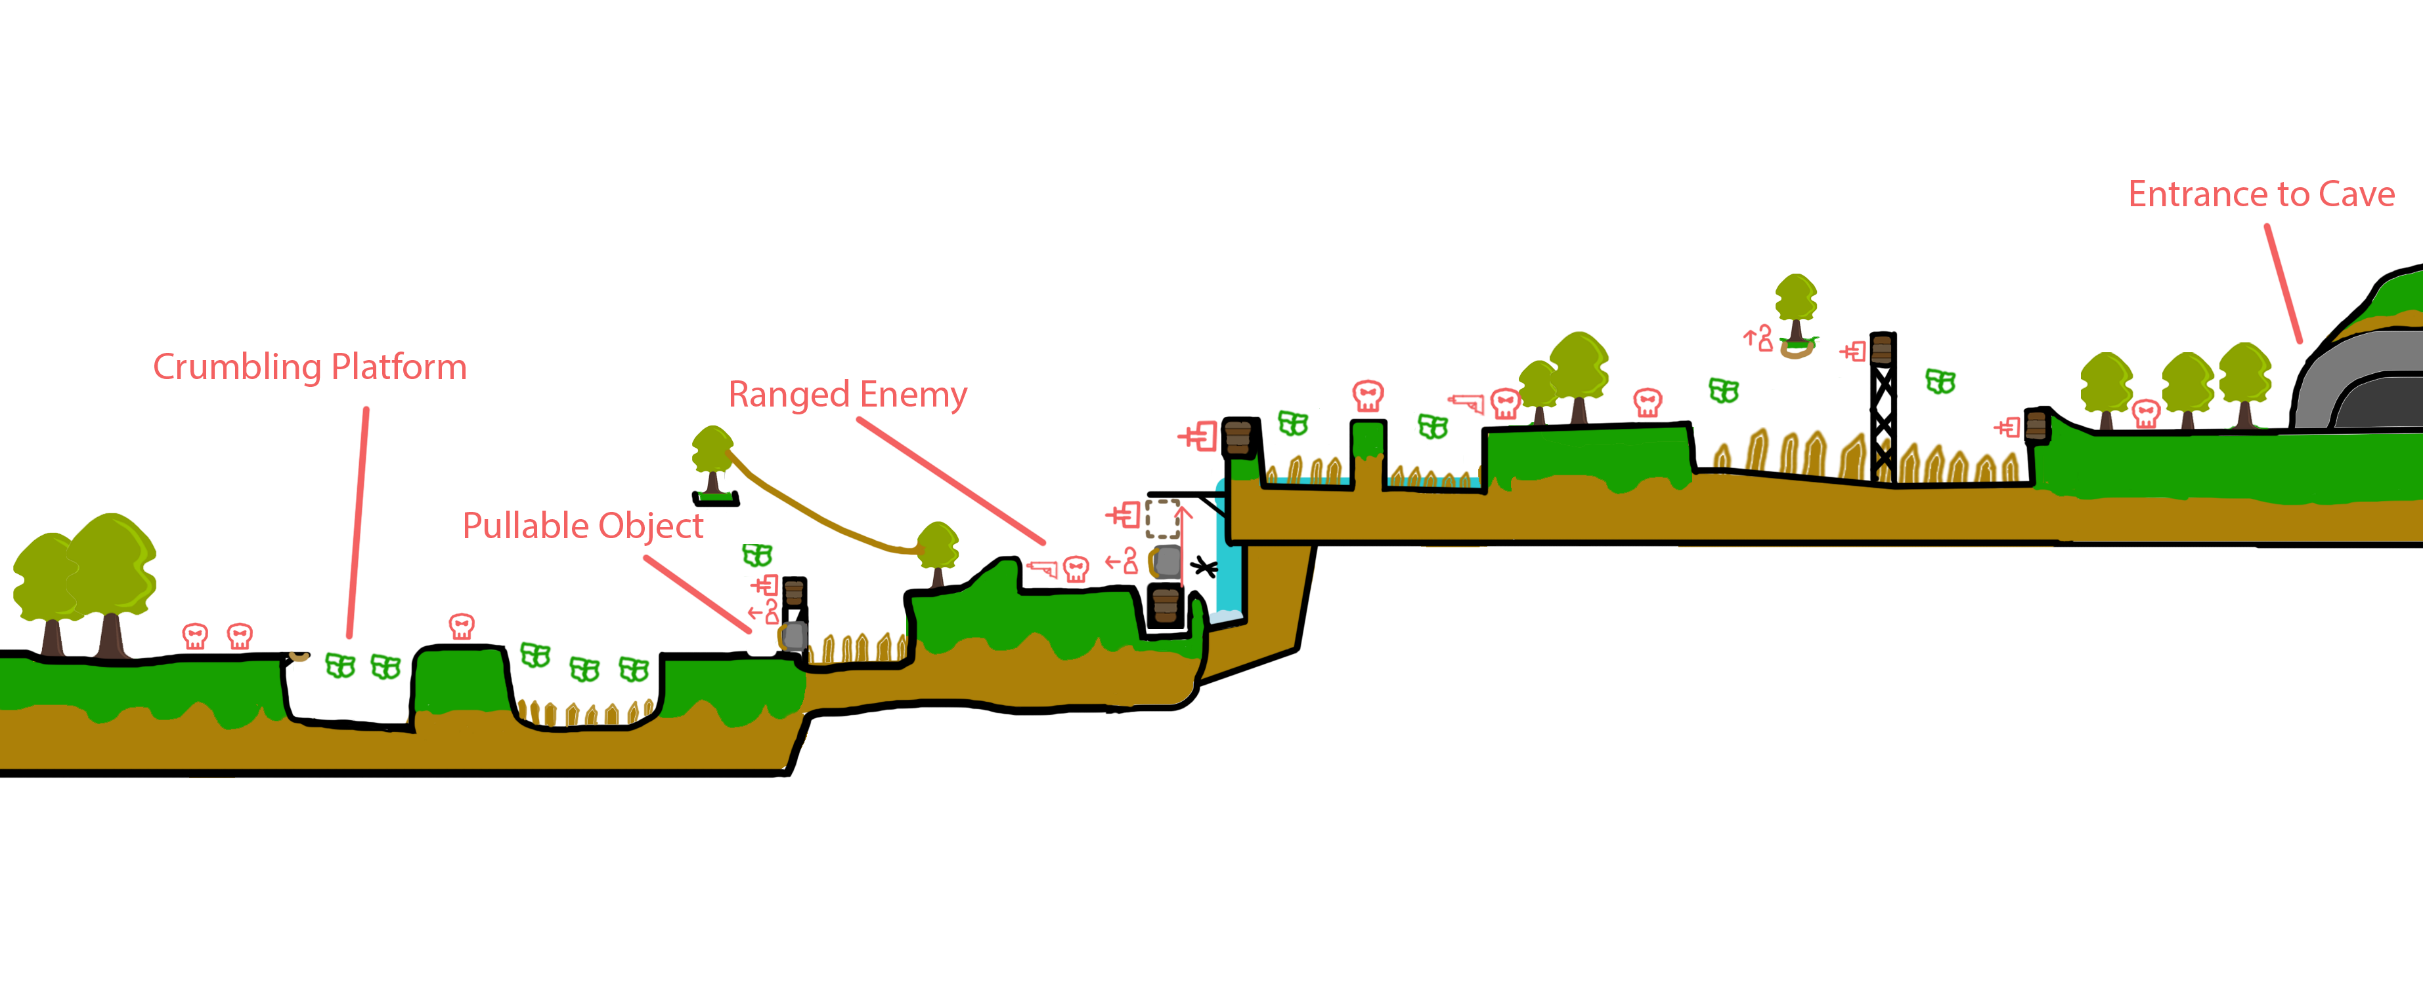 Entrance to Cave
Crumbling Platform
Ranged Enemy
Pullable Object